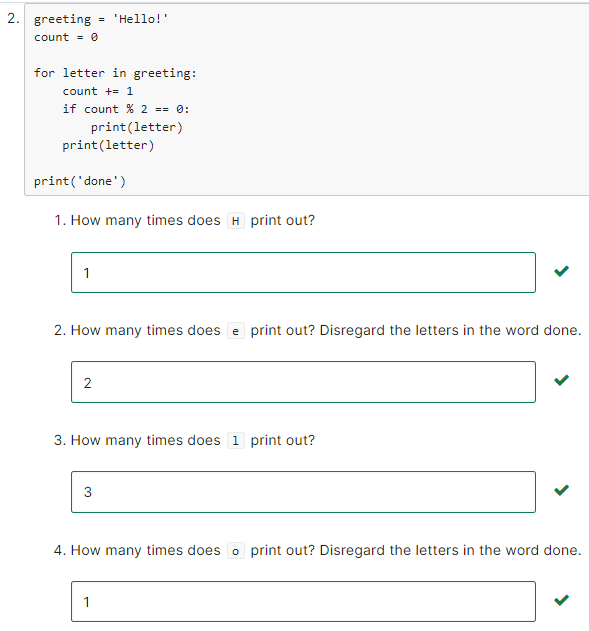 2. greeting = 'Hello!'
count = 0
for letter in greeting:
    count += 1
    if count % 2 == 0:
        print(letter)
    print(letter)
print('done')
1. How many times does H print out?
1
2. How many times does e print out? Disregard the letters in the word done.
2
3. How many times does l print out?
3
4. How many times does o print out? Disregard the letters in the word done.
1